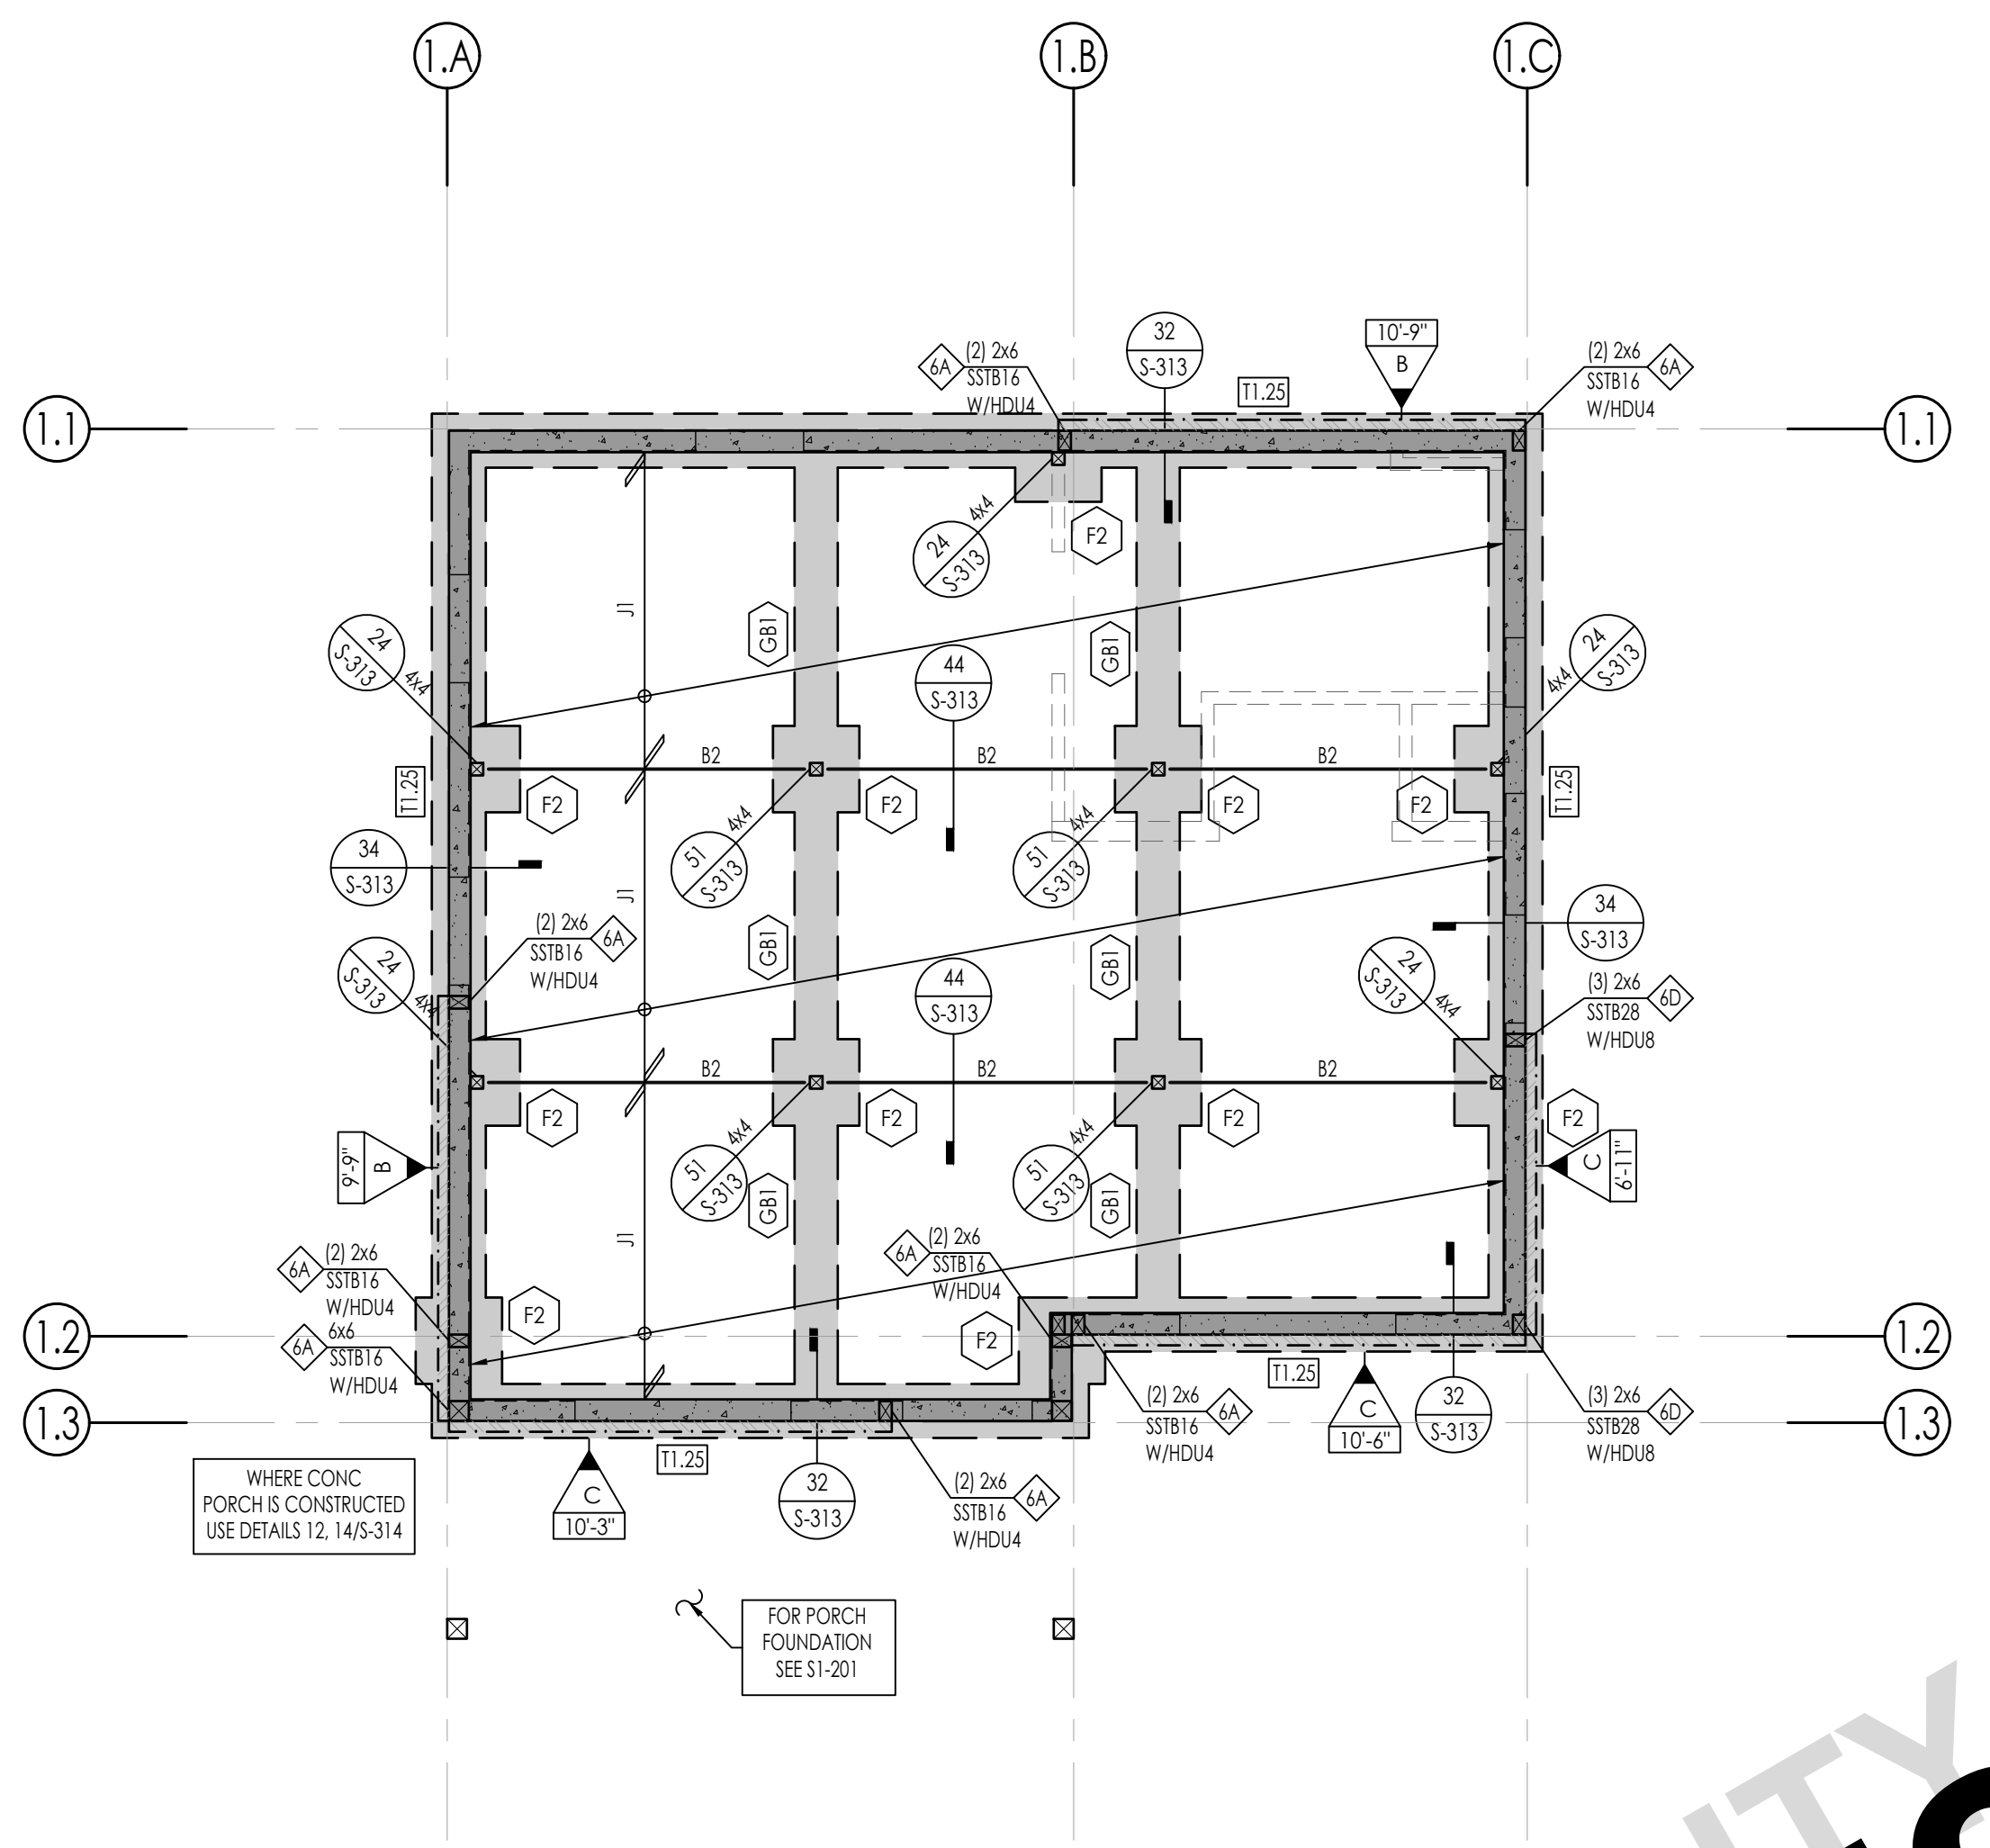 1.A
1.B
1.C
1.1
1.1
(2) 2x6
6A
SSTB16
W/HDU4
32
S-313
T1.25
10'-9"
B
(2) 2x6
6A
SSTB16
W/HDU4
4x4
24
S-313
F2
J1
GB1
GB1
24
S-313
4x4
44
S-313
24
S-313
4x4
B2
B2
B2
T1.25
T1.25
F2
F2
F2
F2
4x4
51
S-313
4x4
51
S-313
34
S-313
J1
34
S-313
(2) 2x6
6A
SSTB16
W/HDU4
GB1
GB1
24
S-313
4x4
44
S-313
24
S-313
4x4
(3) 2x6
6D
SSTB28
W/HDU8
B2
B2
B2
F2
F2
F2
F2
4x4
51
S-313
4x4
51
S-313
9'-9"
B
C
6'-11"
J1
GB1
GB1
(2) 2x6
6A
SSTB16
W/HDU4
(2) 2x6
6A
SSTB16
W/HDU4
F2
F2
1.2
1.2
6x6
6A
SSTB16
W/HDU4
1.3
1.3
T1.25
C
10'-6"
32
S-313
(2) 2x6
6A
SSTB16
W/HDU4
(3) 2x6
6D
SSTB28
W/HDU8
T1.25
C
10'-3"
32
S-313
(2) 2x6
6A
SSTB16
W/HDU4
WHERE CONC
PORCH IS CONSTRUCTED
USE DETAILS 12, 14/S-314
FOR PORCH
FOUNDATION
SEE S1-201